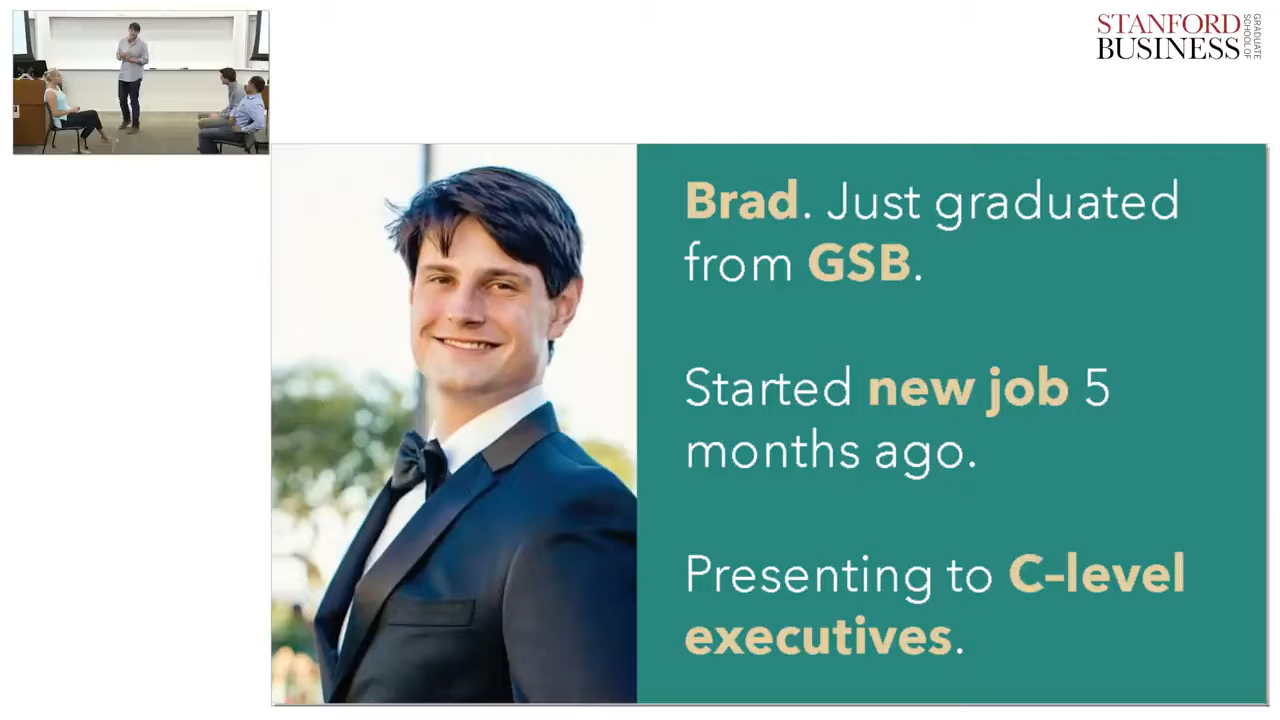 STANFORD
BUSINESS
GRADUATE
SCHOOL OF
Brad. Just graduated
from GSB.
Started new job 5
months ago.
Presenting to C-level
executives.